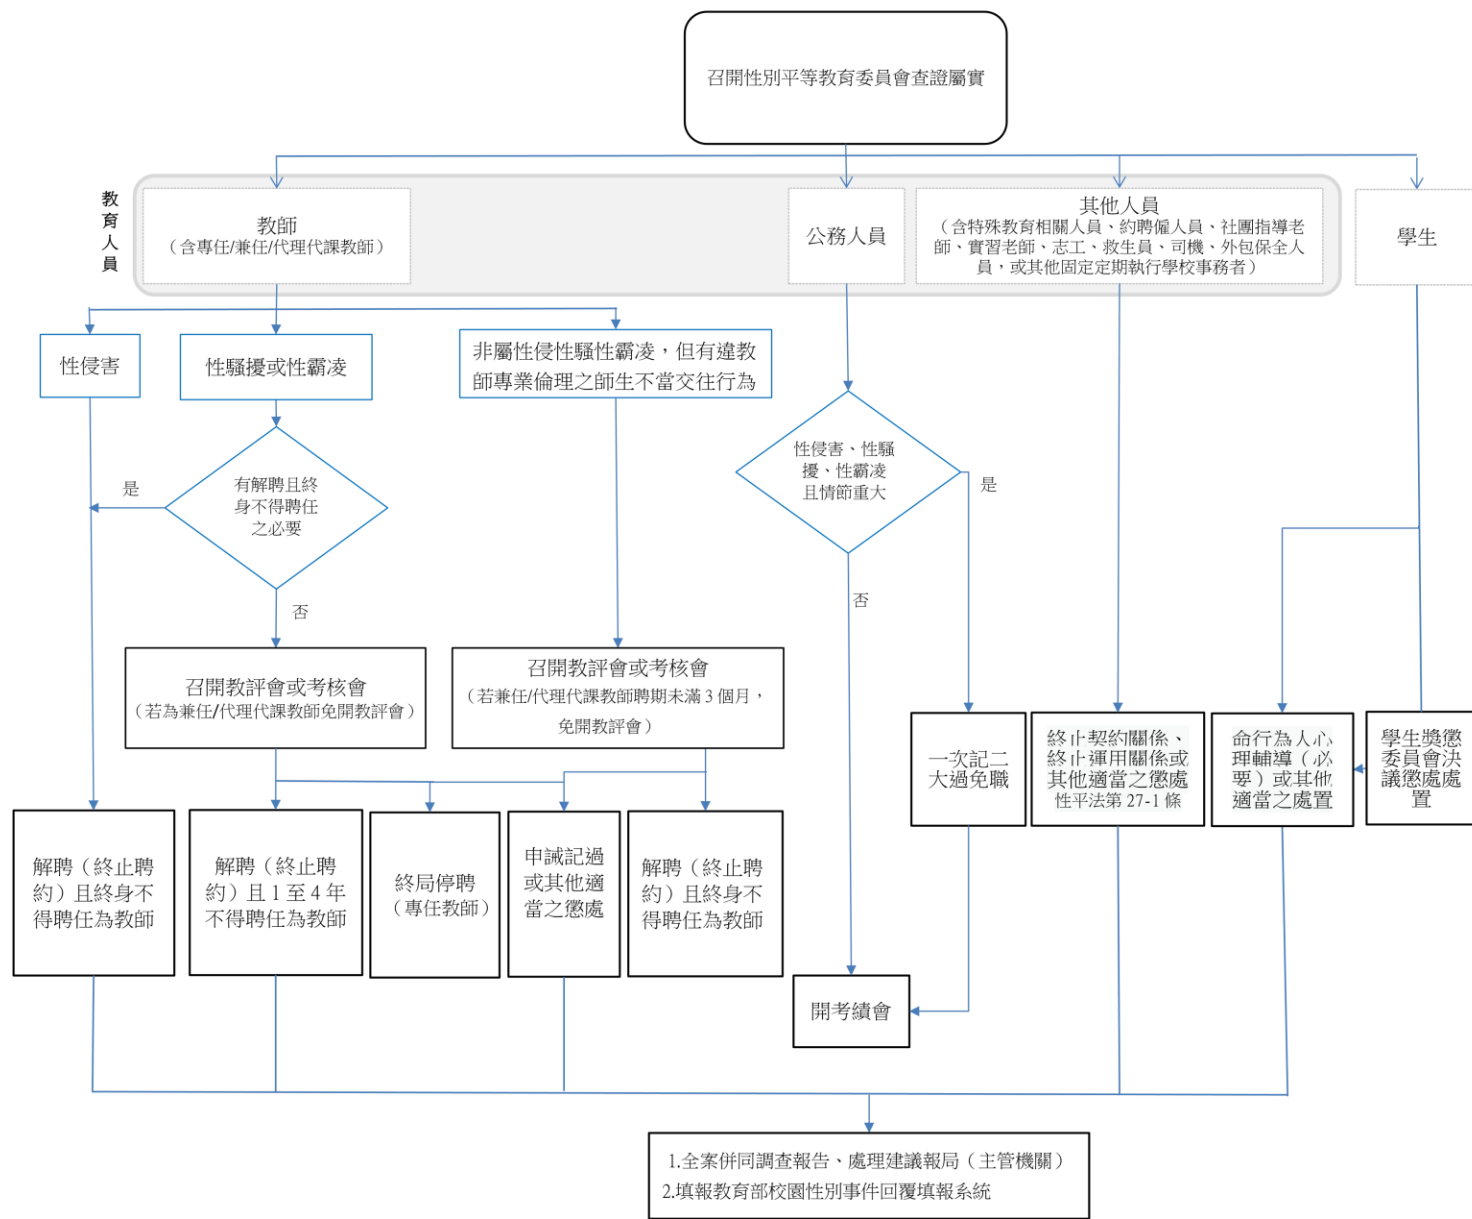 召開性別平等教育委員會查證屬實
教育人員
教師
（含專任/兼任/代理代課教師）
公務人員
其他人員
（含特殊教育相關人員、約聘僱人員、社團指導老
師、實習老師、志工、救生員、司機、外包保全人
員，或其他固定定期執行學校事務者）
學生
性侵害
性騷擾或性霸凌
非屬性侵性騷性霸凌，但有違教
師專業倫理之師生不當交往行為
性侵害、性騷
擾、性霸凌
且情節重大
是
有解聘且終
身不得聘任
之必要
是
否
否
召開教評會或考核會
（若為兼任/代理代課教師免開教評會）
召開教評會或考核會
（若兼任/代理代課教師聘期未滿 3 個月，
免開教評會）
一次記二
大過免職
終止契約關係、
終止運用關係或
其他適當之懲處
性平法第 27-1 條
命行為人心
理輔導（必
要）或其他
適當之處置
學生獎懲
委員會決
議懲處處
置
解聘（終止聘
約）且終身不
得聘任為教師
解聘（終止聘
約）且 1 至 4 年
不得聘任為教師
終局停聘
（專任教師）
申誡記過
或其他適
當之懲處
解聘（終止聘
約）且終身不
得聘任為教師
開考績會
1.全案併同調查報告、處理建議報局（主管機關）
2.填報教育部校園性別事件回覆填報系統